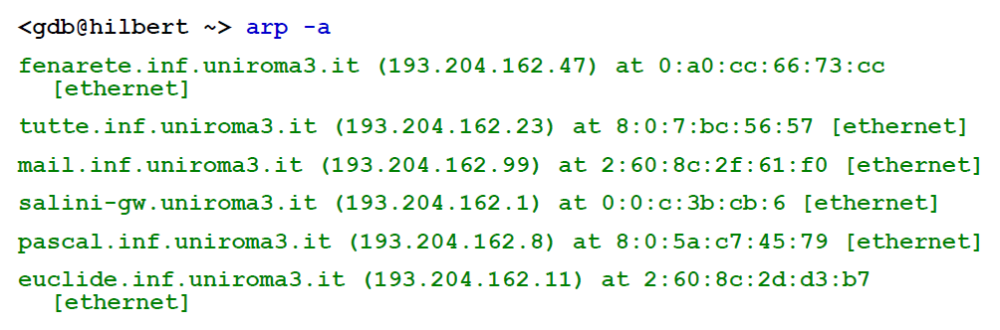 <gdb@hilbert ~> arp -a
fenarete.inf.uniroma3.it (193.204.162.47) at 0:a0:cc:66:73:cc
[ethernet]
tutte.inf.uniroma3.it (193.204.162.23) at 8:0:7:bc:56:57 [ethernet]
mail.inf.uniroma3.it (193.204.162.99) at 2:60:8c:2f:61:f0 [ethernet]
salini-gw.uniroma3.it (193.204.162.1) at 0:0:c:3b:cb:6 [ethernet]
pascal.inf.uniroma3.it (193.204.162.8) at 8:0:5a:c7:45:79 [ethernet]
euclide.inf.uniroma3.it (193.204.162.11) at 2:60:8c:2d:d3:b7
[ethernet]